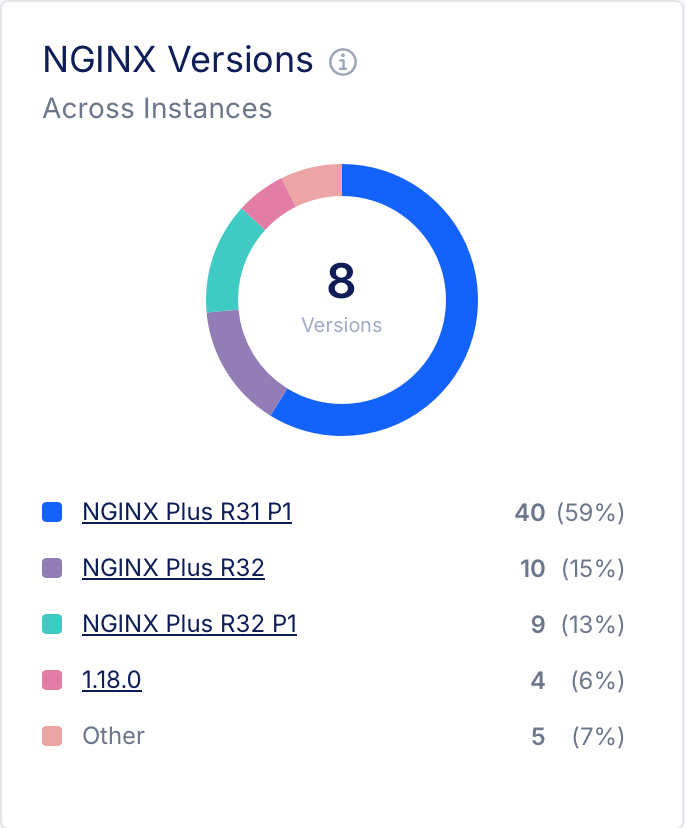 NGINX Versions
Across Instances
8
Versions
NGINX Plus R31 P1 40 (59%)
NGINX Plus R32 10 (15%)
NGINX Plus R32 P1 9 (13%)
1.18.0 4 (6%)
Other 5 (7%)